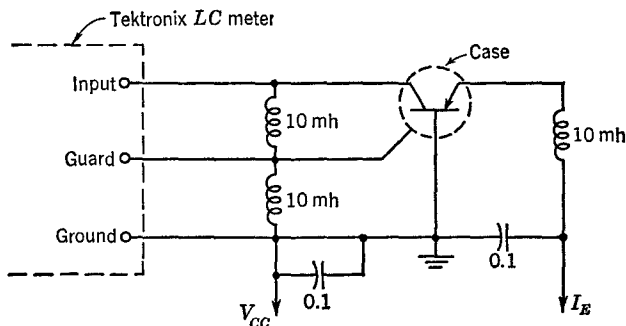 Tektronix LC meter
Case
Input
10 mh
10 mh
Guard
10 mh
Ground
0.1
0.1
V_CC
I_E